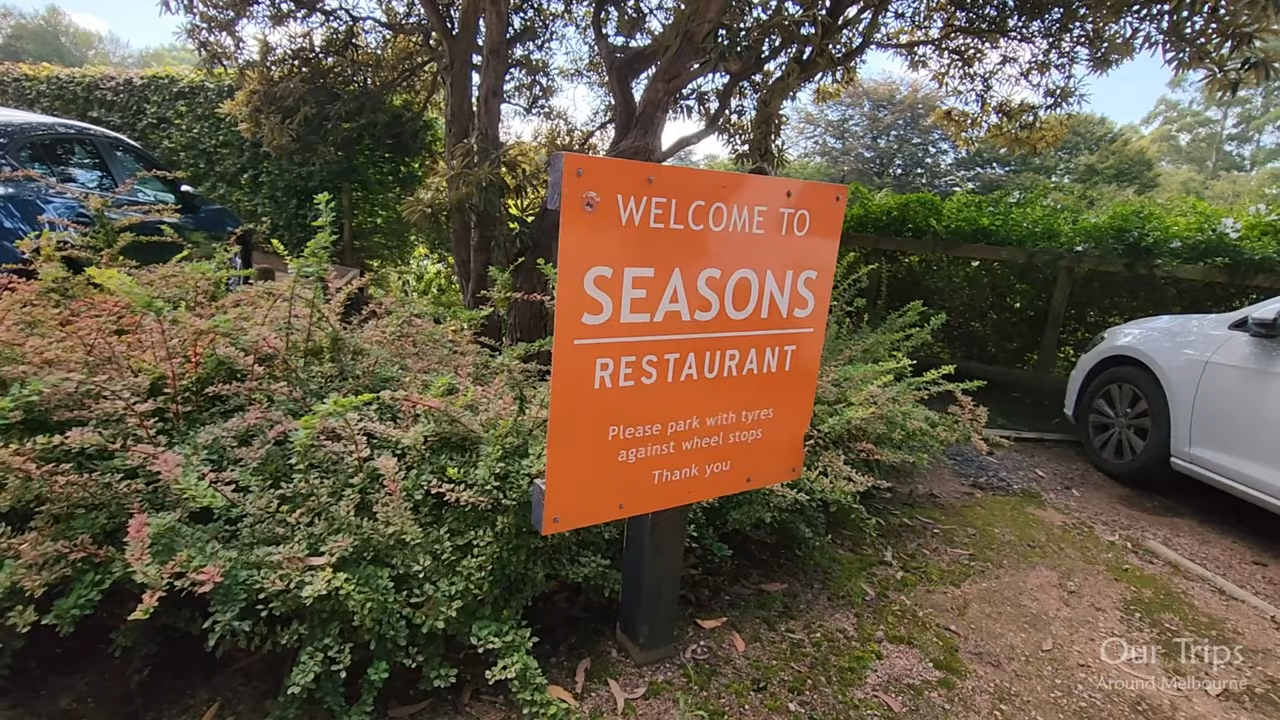 WELCOME TO
SEASONS
RESTAURANT
Please park with tyres
against wheel stops
Thank you
Our Trips
Around Melbourne